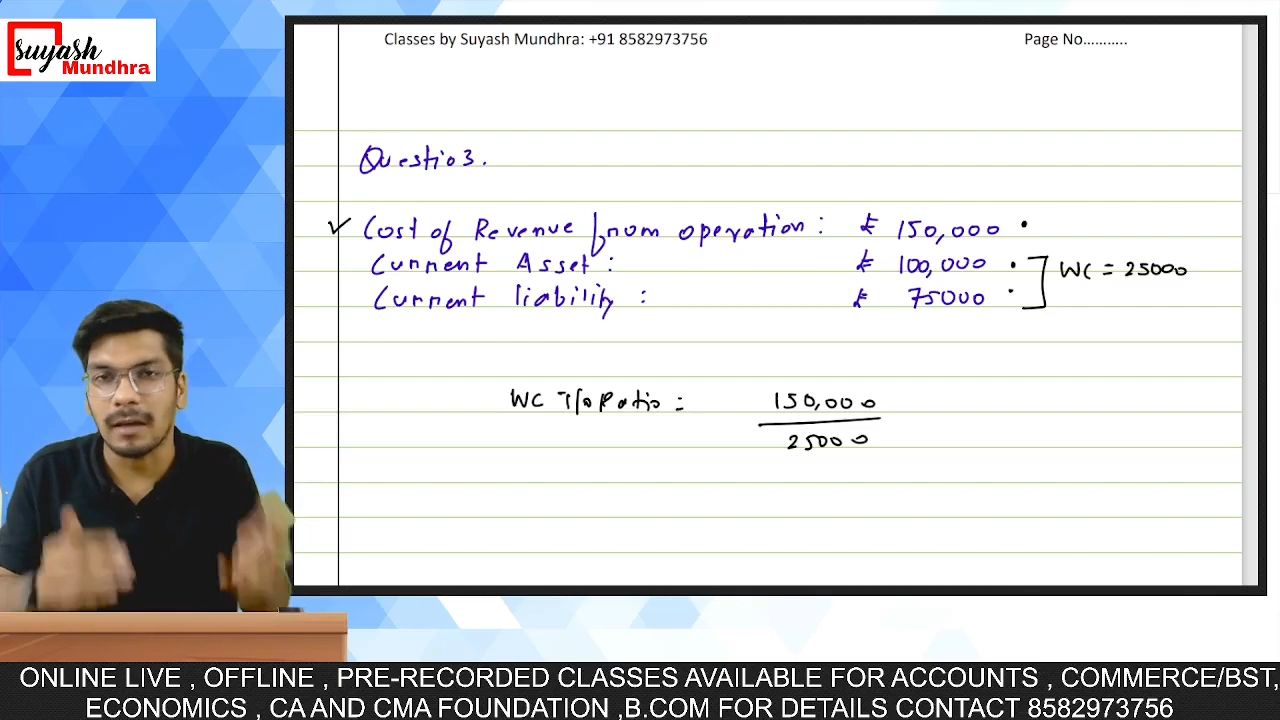 Suyash
Mundhra
Classes by Suyash Mundhra: +91 8582973756 Page No...........
Questio 3.
✓ Cost of Revenue from operation: ₹ 150,000 •
Current Asset: ₹ 100,000 •
WC = 25000
Current liability: ₹ 75000 •
WC T/o Ratio = 150,000
25000
ONLINE LIVE , OFFLINE , PRE-RECORDED CLASSES AVAILABLE FOR ACCOUNTS , COMMERCE/BST,
ECONOMICS , CA AND CMA FOUNDATION ,B.COM FOR DETAILS CONTACT 8582973756